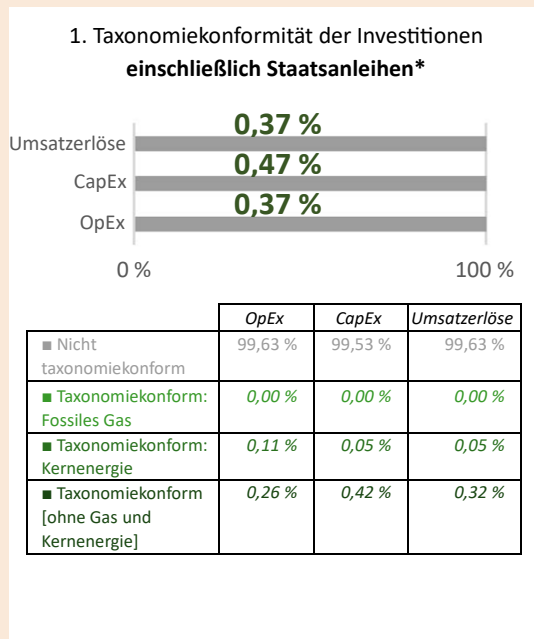 1. Taxonomiekonformität der Investitionen
einschließlich Staatsanleihen*
0,37 %
Umsatzerlöse
0,47 %
CapEx
0,37 %
OpEx
0 % 100 %
OpEx CapEx Umsatzerlöse
■ Nicht 99,63 % 99,53 % 99,63 %
taxonomiekonform
■ Taxonomiekonform: 0,00 % 0,00 % 0,00 %
Fossiles Gas
■ Taxonomiekonform: 0,11 % 0,05 % 0,05 %
Kernenergie
■ Taxonomiekonform 0,26 % 0,42 % 0,32 %
[ohne Gas und
Kernenergie]